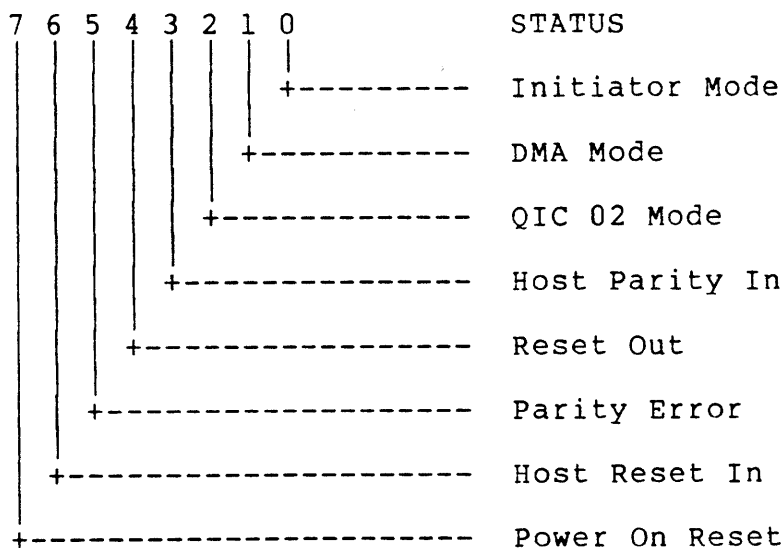 7 6 5 4 3 2 1 0 STATUS
Initiator Mode
DMA Mode
QIC 02 Mode
Host Parity In
Reset Out
Parity Error
Host Reset In
Power On Reset